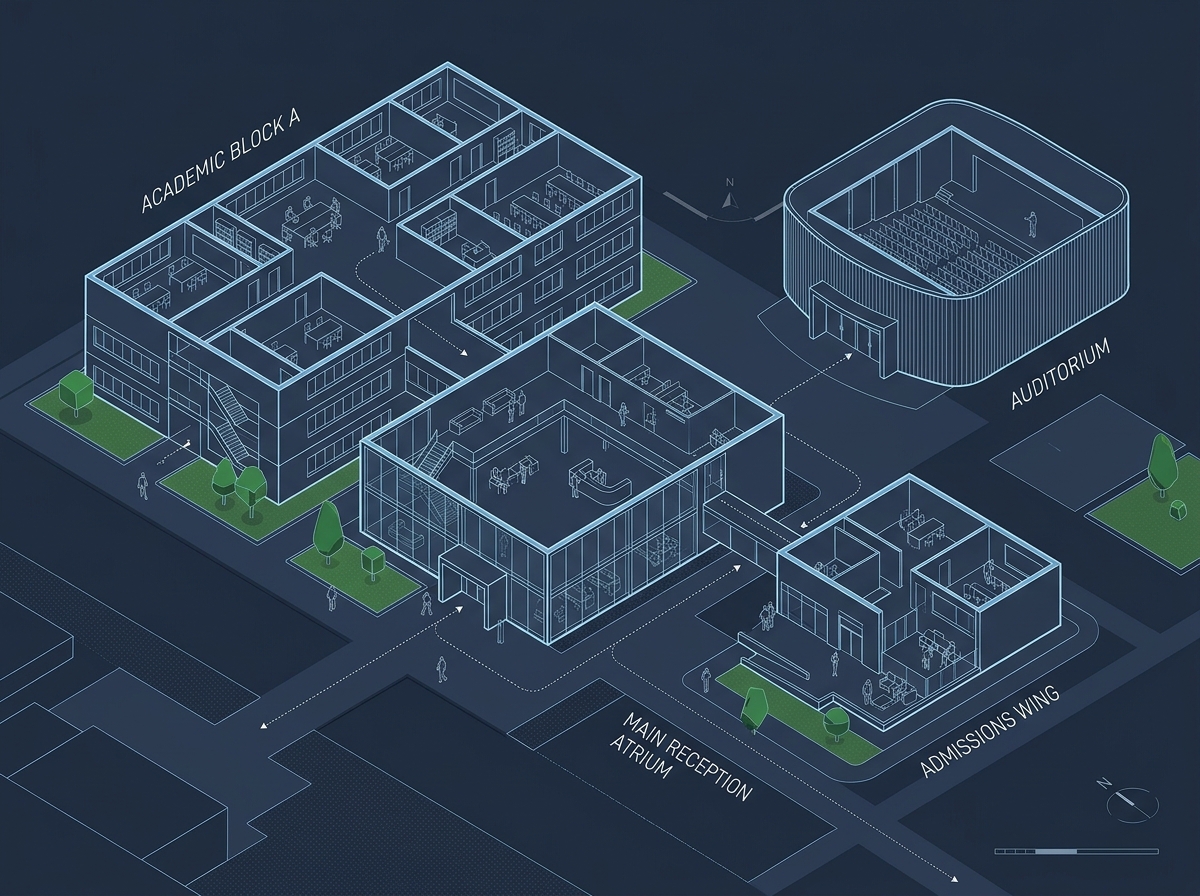 ACADEMIC BLOCK A
N
AUDITORIUM
MAIN RECEPTION
ATRIUM
ADMISSIONS WING
N